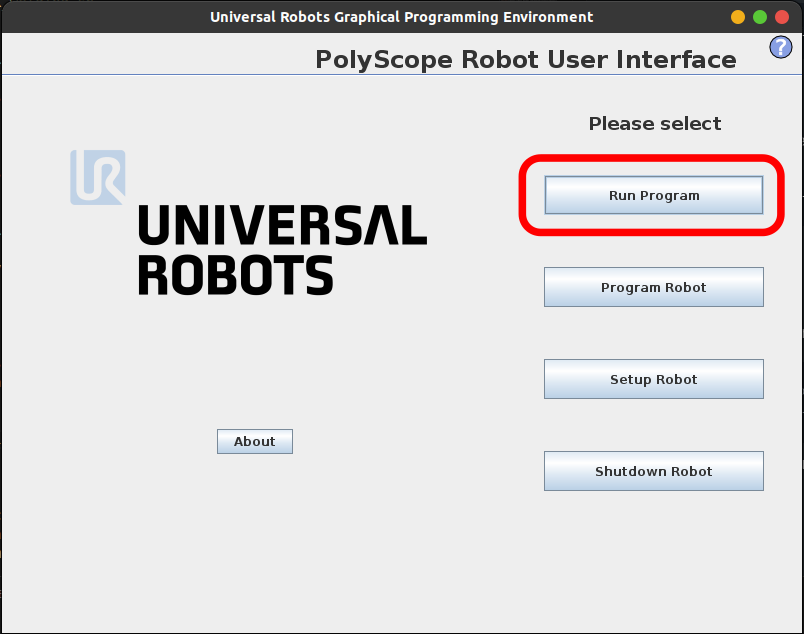 Universal Robots Graphical Programming Environment
PolyScope Robot User Interface
?
Please select
UR
UNIVERSAL
ROBOTS
Run Program
Program Robot
Setup Robot
About
Shutdown Robot